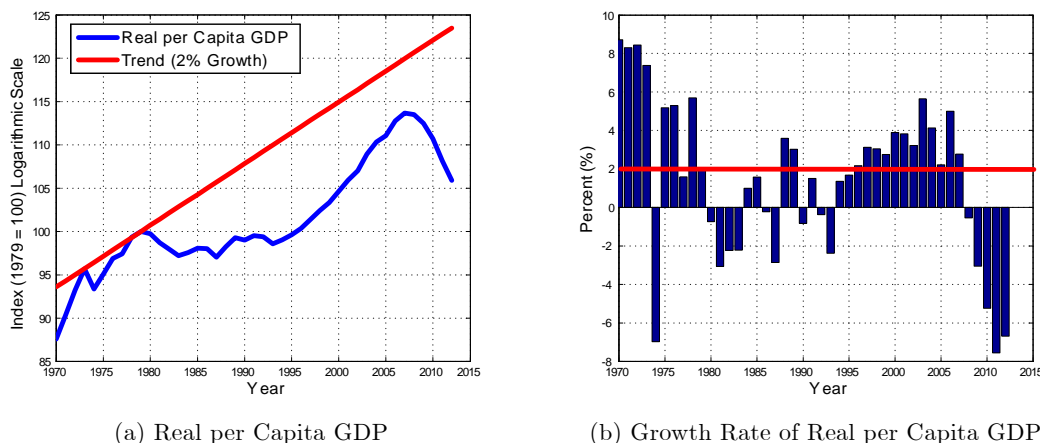 Real per Capita GDP
Trend (2% Growth)
Index (1979 = 100) Logarithmic Scale
125
120
115
110
105
100
95
90
85
1970 1975 1980 1985 1990 1995 2000 2005 2010 2015
Year
(a) Real per Capita GDP
Percent (%)
10
8
6
4
2
0
-2
-4
-6
-8
1970 1975 1980 1985 1990 1995 2000 2005 2010 2015
Year
(b) Growth Rate of Real per Capita GDP